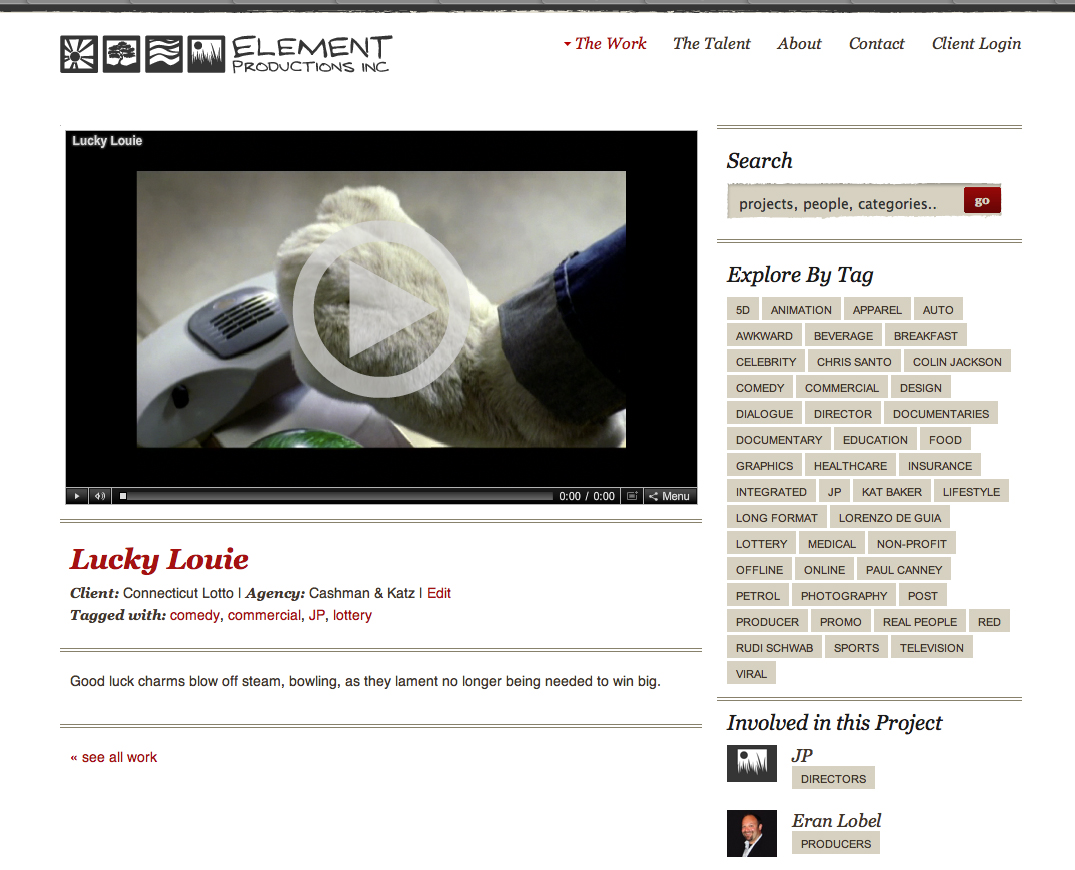 ELEMENT
PRODUCTIONS INC
The Work
The Talent
About
Contact
Client Login
Lucky Louie
0:00 / 0:00
Menu
Lucky Louie
Client: Connecticut Lotto | Agency: Cashman & Katz | Edit
Tagged with: comedy, commercial, JP, lottery
Good luck charms blow off steam, bowling, as they lament no longer being needed to win big.
« see all work
Search
projects, people, categories..
go
Explore By Tag
5D ANIMATION APPAREL AUTO
AWKWARD BEVERAGE BREAKFAST
CELEBRITY CHRIS SANTO COLIN JACKSON
COMEDY COMMERCIAL DESIGN
DIALOGUE DIRECTOR DOCUMENTARIES
DOCUMENTARY EDUCATION FOOD
GRAPHICS HEALTHCARE INSURANCE
INTEGRATED JP KAT BAKER LIFESTYLE
LONG FORMAT LORENZO DE GUIA
LOTTERY MEDICAL NON-PROFIT
OFFLINE ONLINE PAUL CANNEY
PETROL PHOTOGRAPHY POST
PRODUCER PROMO REAL PEOPLE RED
RUDI SCHWAB SPORTS TELEVISION
VIRAL
Involved in this Project
JP
DIRECTORS
Eran Lobel
PRODUCERS